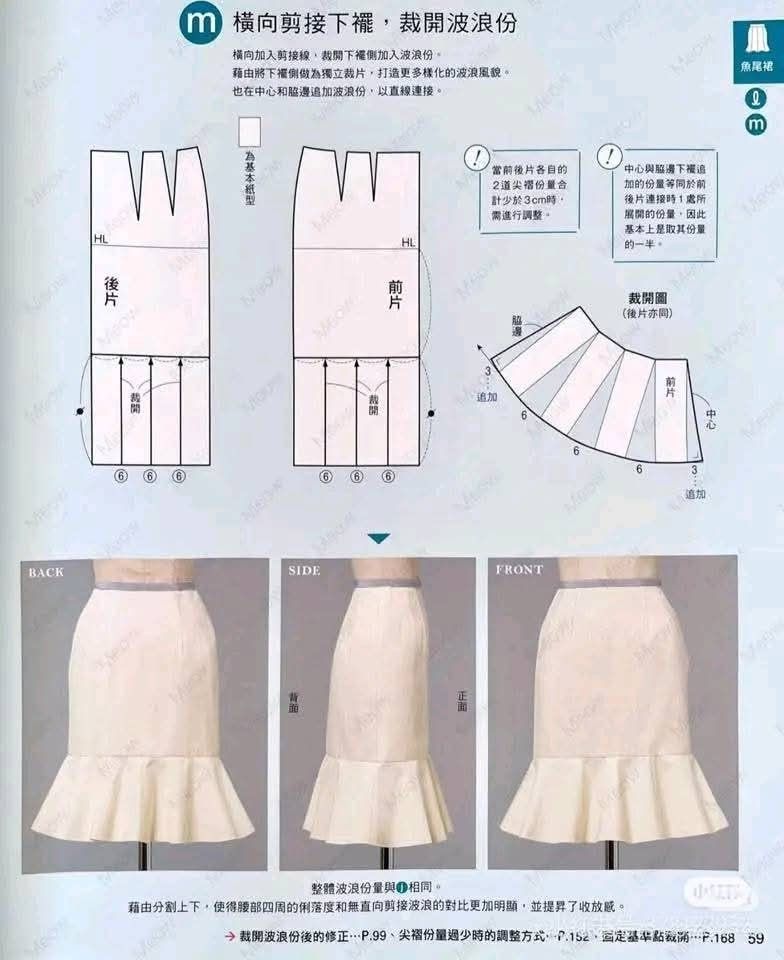 m 橫向剪接下襬，裁開波浪份
橫向加入剪接線，裁開下襬側加入波浪份。
藉由將下襬側做為獨立裁片，打造更多樣化的波浪風貌。
也在中心和脇邊追加波浪份，以直線連接。
魚尾裙
ℓ
m
為基本紙型
!
當前後片各自的
2道尖褶份量合
計少於3cm時，
需進行調整。
!
中心與脇邊下襬追
加的份量等同於前
後片連接時1處所
展開的份量，因此
基本上是取其份量
的一半。
HL
後片
裁開
⑥ ⑥ ⑥
HL
前片
裁開
⑥ ⑥ ⑥
裁開圖
(後片亦同)
脇邊
前片
中心
3
追加
6
6
6
3
追加
BACK
SIDE
背面
正面
FRONT
整體波浪份量與j相同。
藉由分割上下，使得腰部四周的俐落度和無直向剪接波浪的對比更加明顯，並提昇了收放感。
→ 裁開波浪份後的修正…P.99、尖褶份量過少時的調整方式…P.152，固定基準點裁開…P.168 59
小红书
Meow